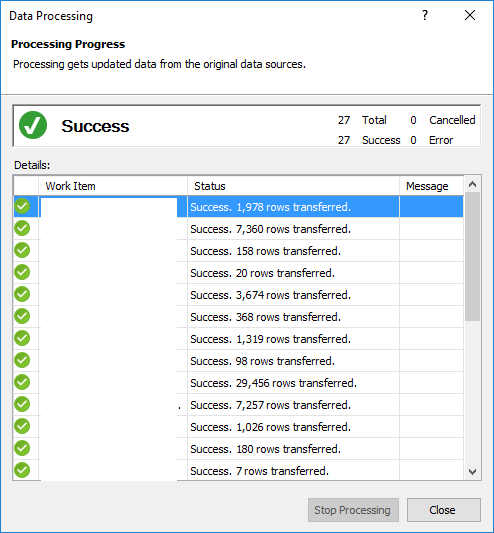 Data Processing ? ×
Processing Progress
Processing gets updated data from the original data sources.
Success
27 Total 0 Cancelled
27 Success 0 Error
Details:
Work Item Status Message
Success. 1,978 rows transferred.
Success. 7,360 rows transferred.
Success. 158 rows transferred.
Success. 20 rows transferred.
Success. 3,674 rows transferred.
Success. 368 rows transferred.
Success. 1,319 rows transferred.
Success. 98 rows transferred.
Success. 29,456 rows transferred.
. Success. 7,257 rows transferred.
Success. 1,026 rows transferred.
Success. 180 rows transferred.
Success. 7 rows transferred.
Stop Processing Close